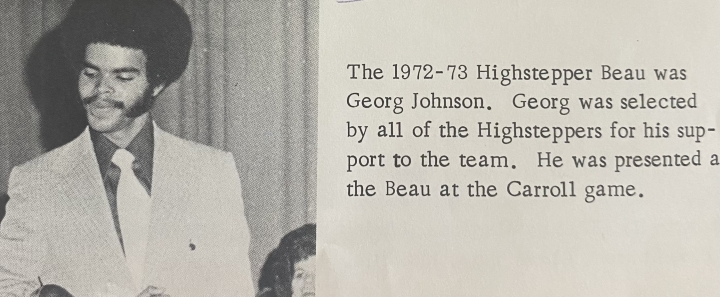 The 1972-73 Highstepper Beau was
Georg Johnson. Georg was selected
by all of the Highsteppers for his sup-
port to the team. He was presented a
the Beau at the Carroll game.